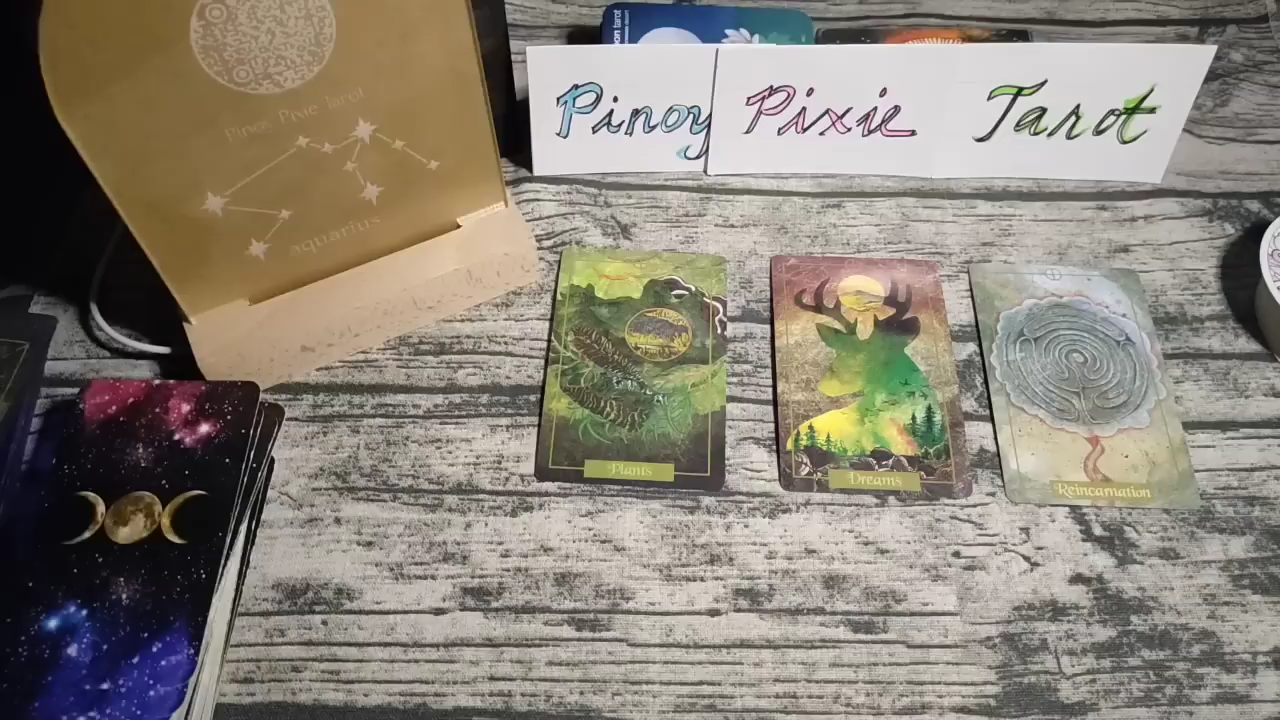 Pinoy Pixie Tarot
aquarius
Pinoy Pixie Tarot
Plants
Dreams
Reincarnation